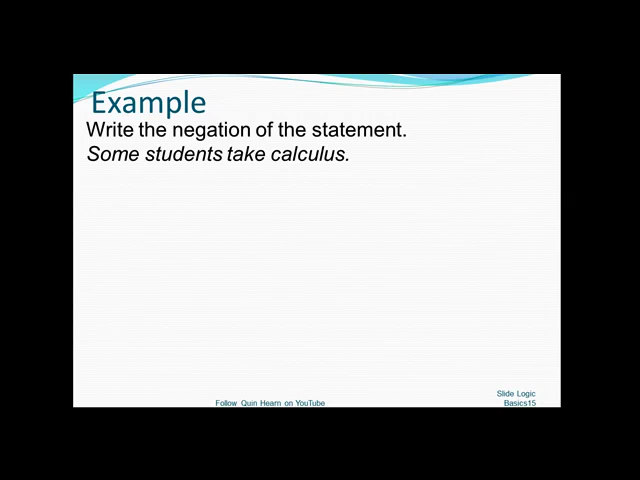 Example
Write the negation of the statement.
Some students take calculus.
Slide Logic
Follow Quin Hearn on YouTube
Basics15